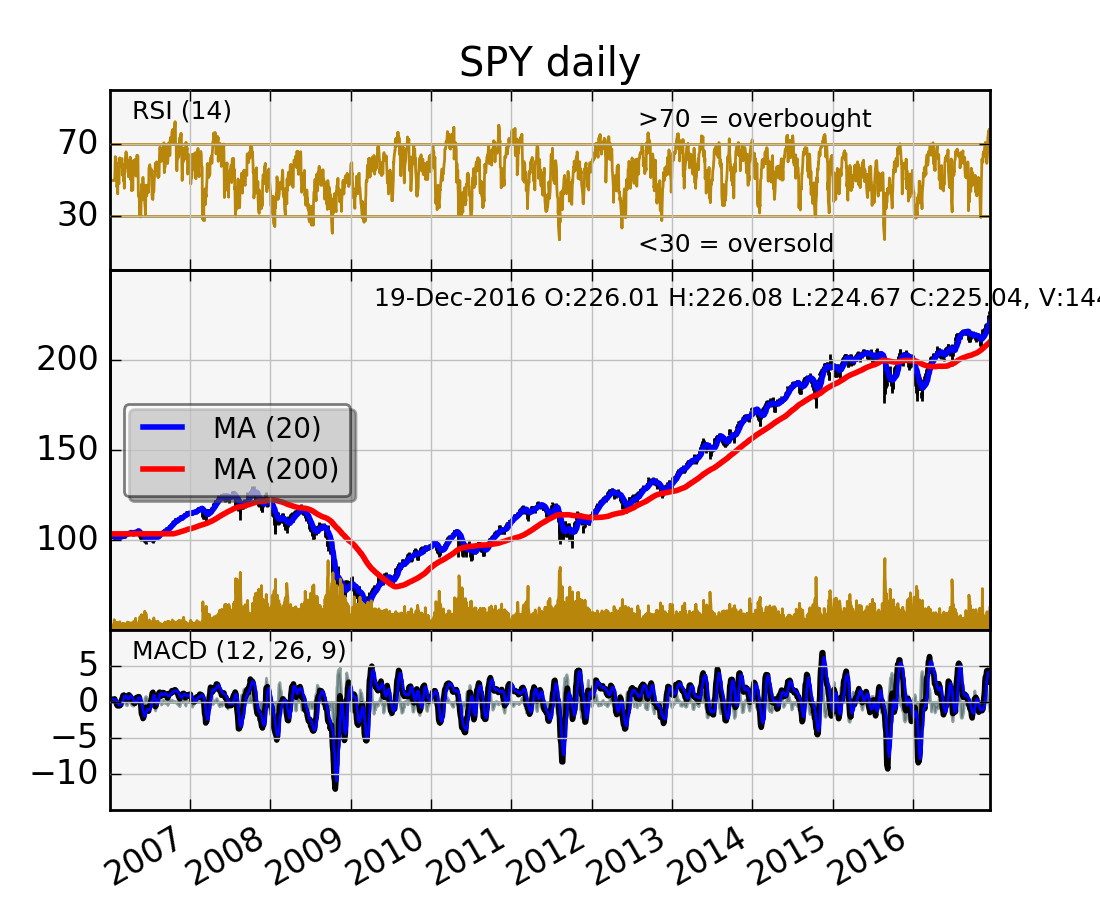 SPY daily
RSI (14)
>70 = overbought
70
30
<30 = oversold
19-Dec-2016 O:226.01 H:226.08 L:224.67 C:225.04, V:144
200
150
100
MA (20)
MA (200)
MACD (12, 26, 9)
5
0
−5
−10
2007 2008 2009 2010 2011 2012 2013 2014 2015 2016